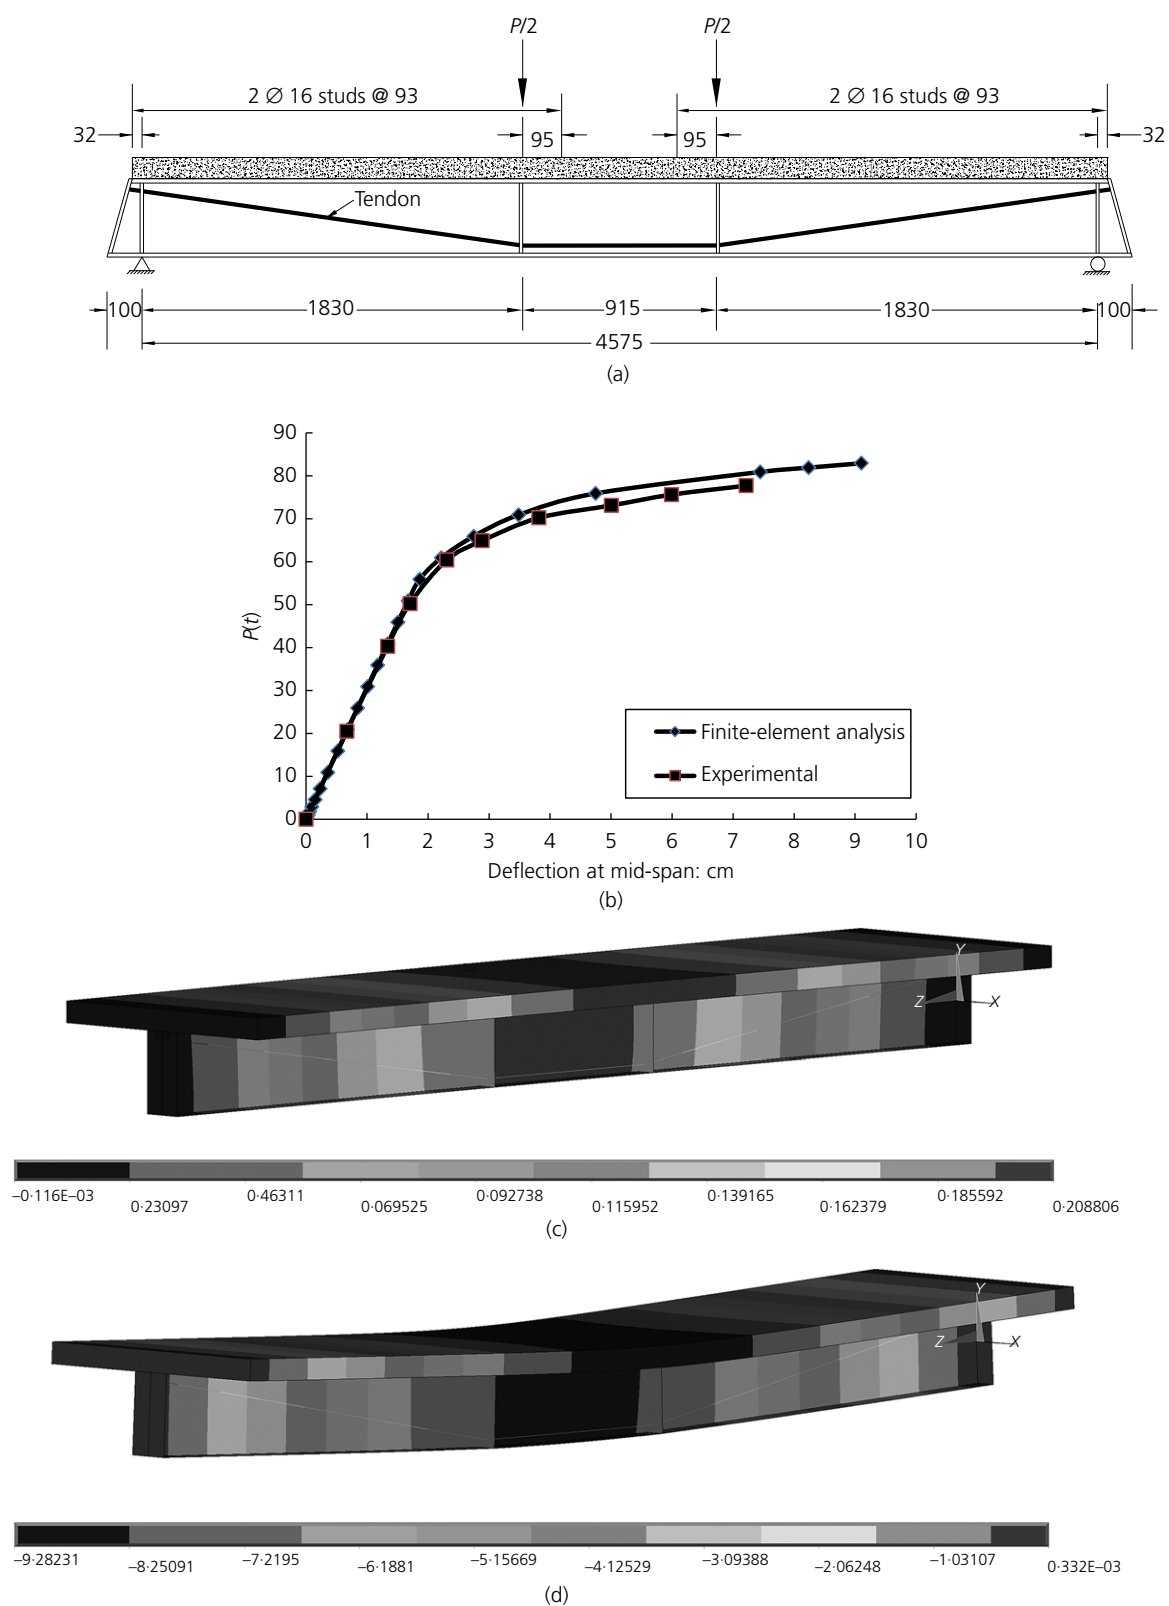 P/2 P/2
2 Ø 16 studs @ 93 2 Ø 16 studs @ 93
32 95 95 32
Tendon
100 1830 915 1830 100
4575
(a)
90
80
70
60
50
40
30
20
10
0
P(t)
Finite-element analysis
Experimental
0 1 2 3 4 5 6 7 8 9 10
Deflection at mid-span: cm
(b)
Y
Z X
–0·116E–03 0·46311 0·092738 0·139165 0·185592
0·23097 0·069525 0·115952 0·162379 0·208806
(c)
Y
Z X
–9·28231 –7·2195 –5·15669 –3·09388 –1·03107
–8·25091 –6·1881 –4·12529 –2·06248 0·332E–03
(d)